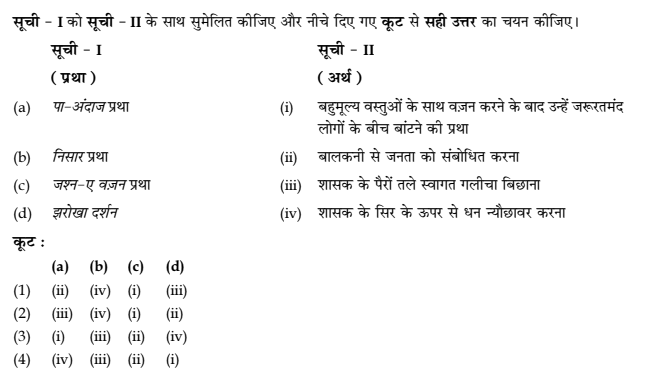 सूची - I को सूची - II के साथ सुमेलित कीजिए और नीचे दिए गए कूट से सही उत्तर का चयन कीजिए।
सूची - I सूची - II
( प्रथा ) ( अर्थ )
(a) पा-अंदाज प्रथा (i) बहुमूल्य वस्तुओं के साथ वज़न करने के बाद उन्हें जरूरतमंद
लोगों के बीच बांटने की प्रथा
(b) निसार प्रथा (ii) बालकनी से जनता को संबोधित करना
(c) जश्न-ए वज़न प्रथा (iii) शासक के पैरों तले स्वागत गलीचा बिछाना
(d) झरोखा दर्शन (iv) शासक के सिर के ऊपर से धन न्यौछावर करना
कूट :
(a) (b) (c) (d)
(1) (ii) (iv) (i) (iii)
(2) (iii) (iv) (i) (ii)
(3) (i) (iii) (ii) (iv)
(4) (iv) (iii) (ii) (i)